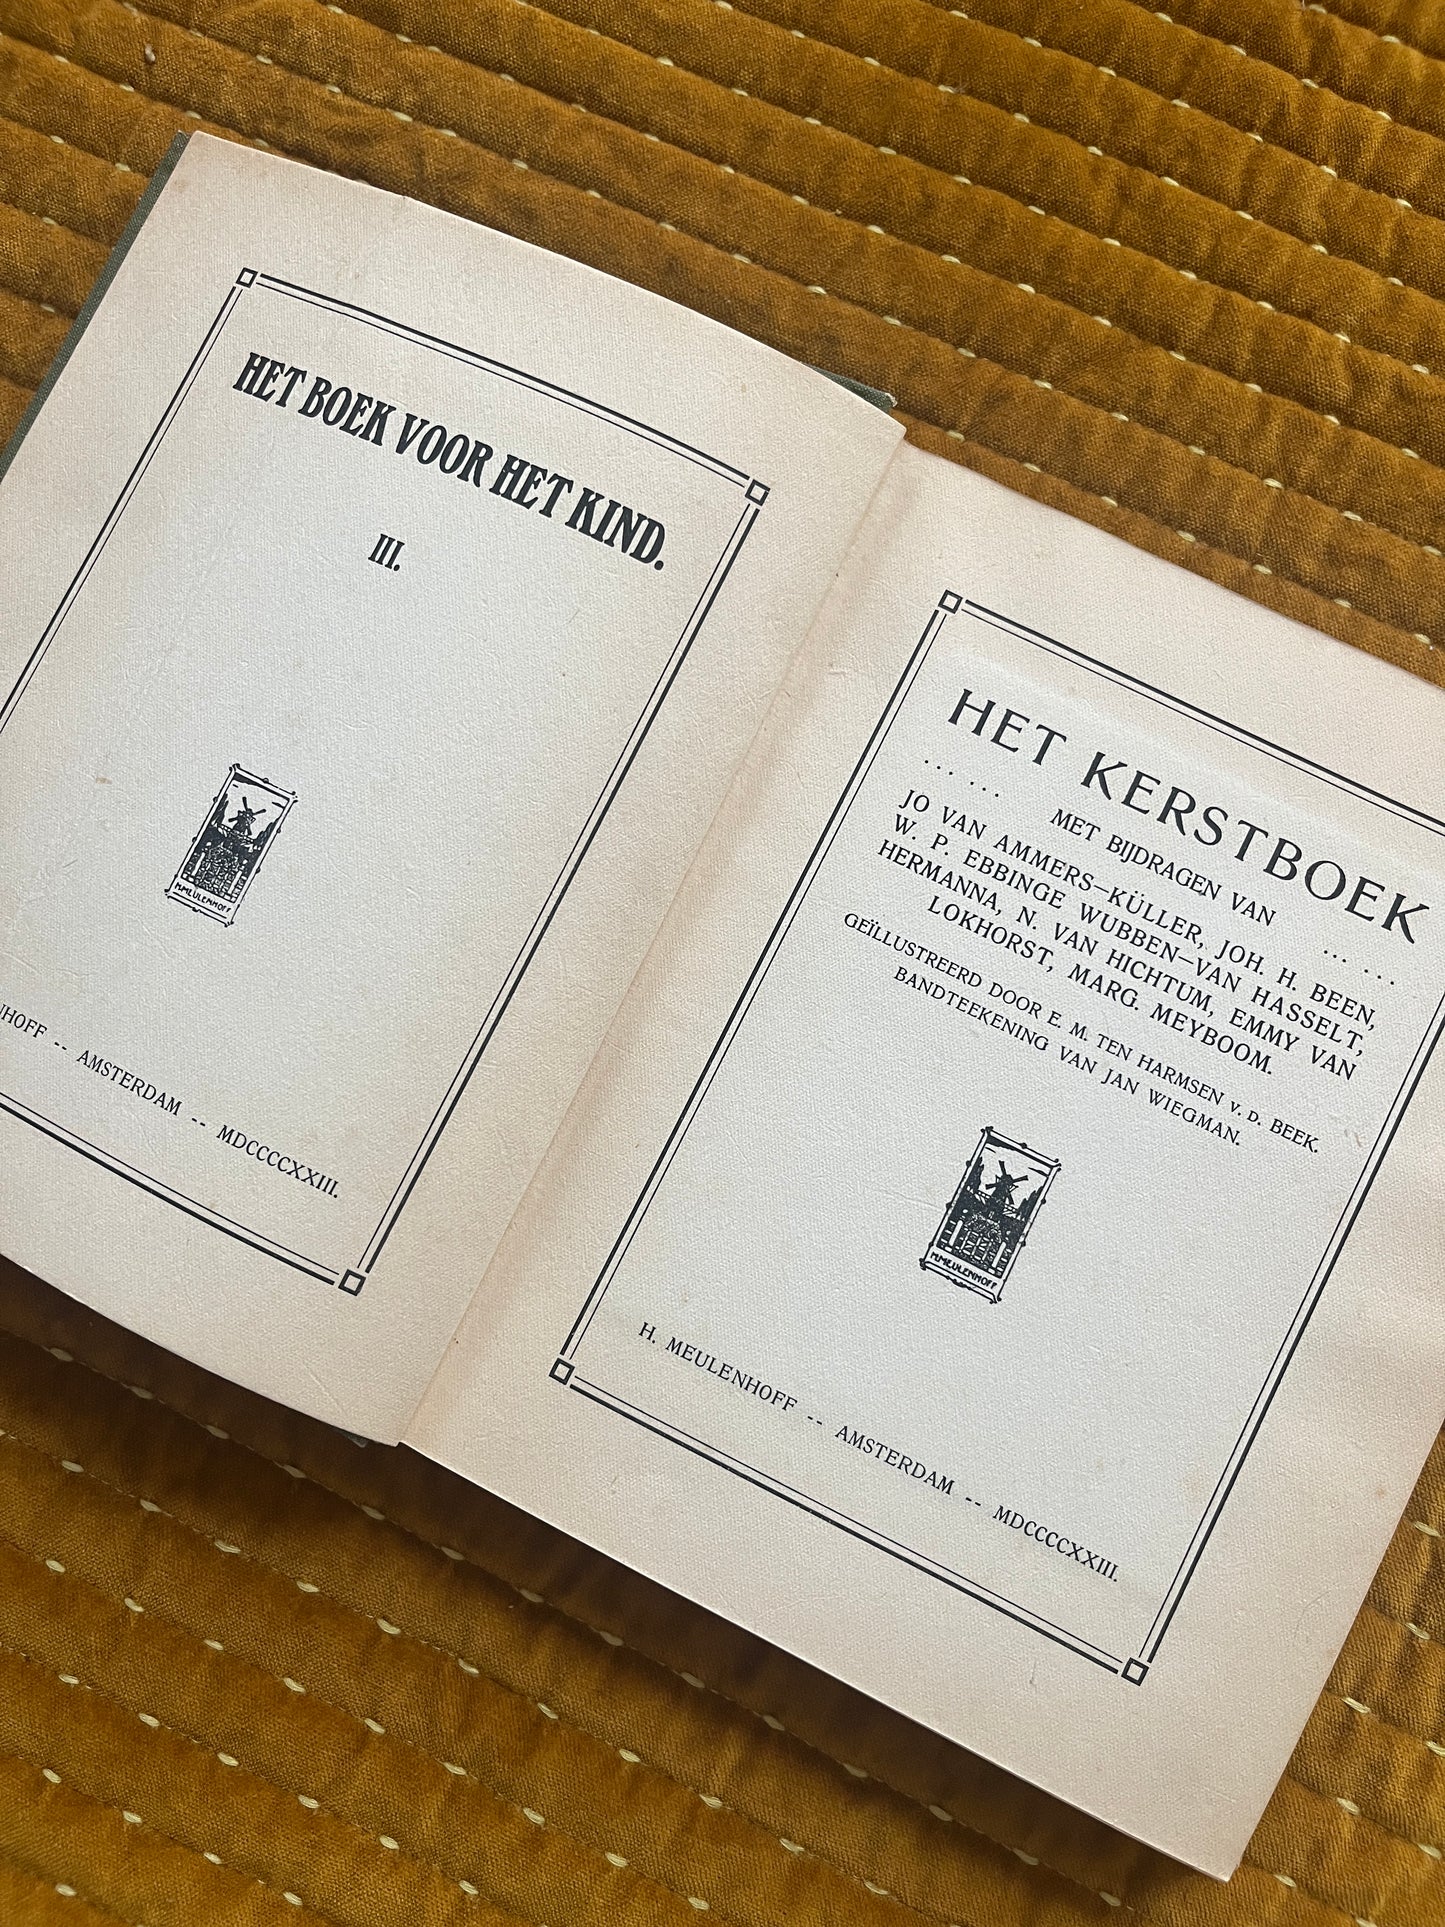 HET BOEK VOOR HET KIND.
III.
M.MEULENHOFF
NHOFF -- AMSTERDAM -- MDCCCCXXIII.
HET KERSTBOEK
... ... MET BIJDRAGEN VAN ... ...
JO VAN AMMERS—KÜLLER, JOH. H. BEEN,
W. P. EBBINGE WUBBEN—VAN HASSELT,
HERMANNA, N. VAN HICHTUM, EMMY VAN
LOKHORST, MARG. MEYBOOM.
GEÏLLUSTREERD DOOR E. M. TEN HARMSEN v. D. BEEK.
BANDTEEKENING VAN JAN WIEGMAN.
M.MEULENHOFF
H. MEULENHOFF -- AMSTERDAM -- MDCCCCXXIII.